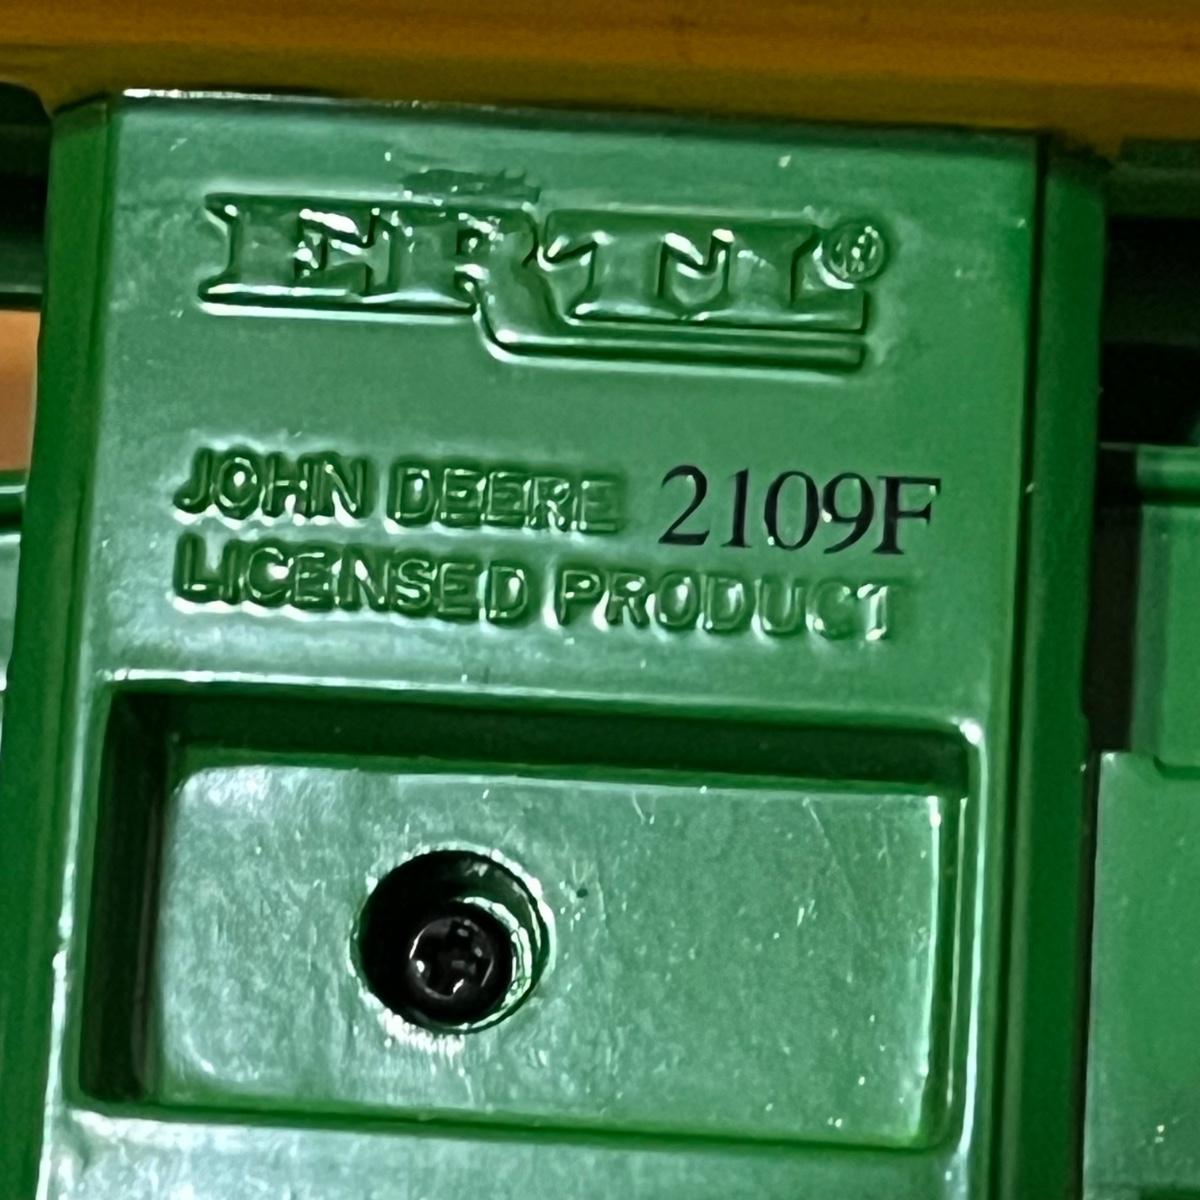 ERTL®
JOHN DEERE 2109F
LICENSED PRODUCT